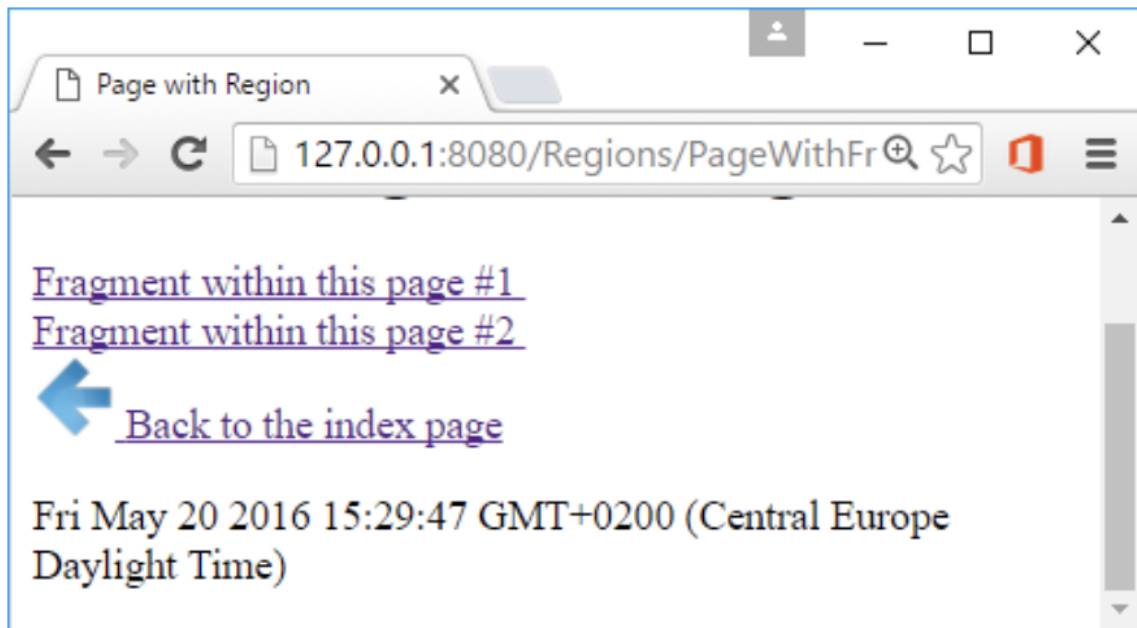 Page with Region
127.0.0.1:8080/Regions/PageWithFr
Fragment within this page #1
Fragment within this page #2
Back to the index page
Fri May 20 2016 15:29:47 GMT+0200 (Central Europe
Daylight Time)